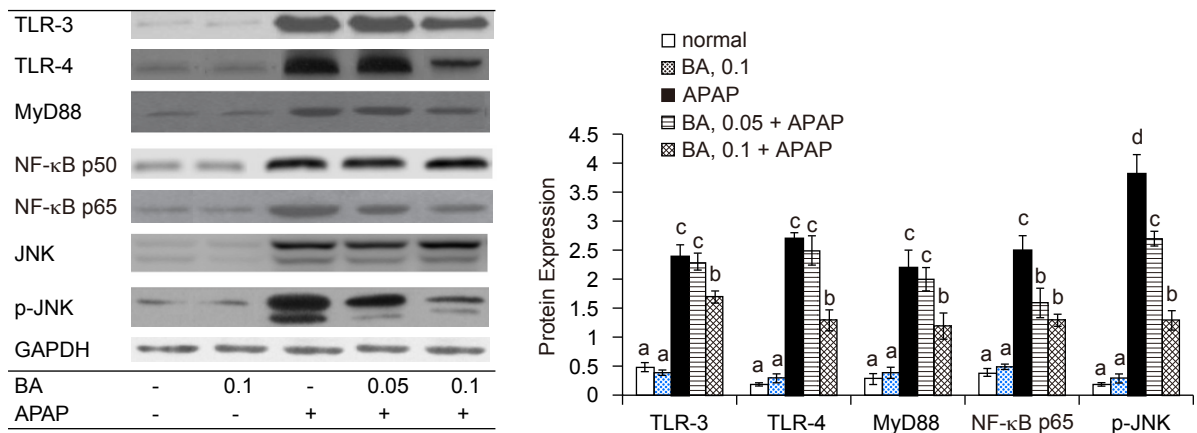 TLR-3
TLR-4
MyD88
NF-κB p50
NF-κB p65
JNK
p-JNK
GAPDH
BA - 0.1 - 0.05 0.1
APAP - - + + +
normal
BA, 0.1
APAP
BA, 0.05 + APAP
BA, 0.1 + APAP
Protein Expression
4.5
4
3.5
3
2.5
2
1.5
1
0.5
0
a a c c b
a a c c b
a a c c b
a a c b b
a a d c b
TLR-3 TLR-4 MyD88 NF-κB p65 p-JNK